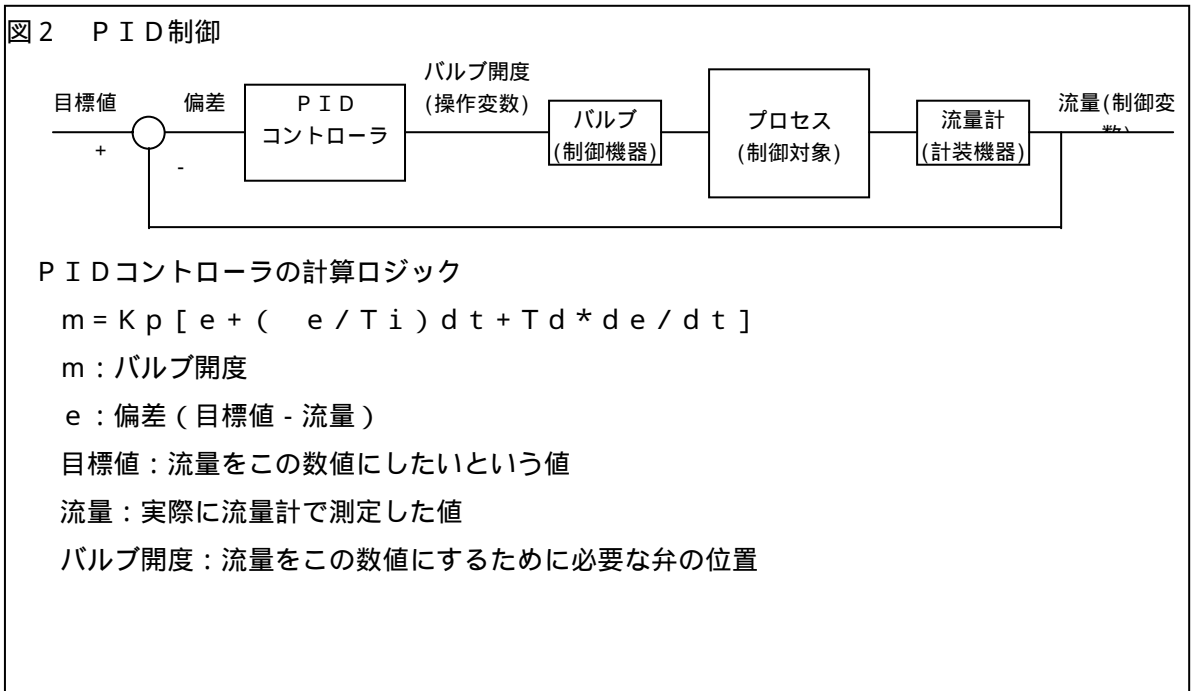 図2 PID制御
バルブ開度
(操作変数)
目標値
偏差
+
-
PID
コントローラ
バルブ
(制御機器)
プロセス
(制御対象)
流量計
(計装機器)
流量(制御変
PIDコントローラの計算ロジック
m=Kp[e+( e/Ti)dt+Td*de/dt]
m:バルブ開度
e:偏差(目標値-流量)
目標値:流量をこの数値にしたいという値
流量:実際に流量計で測定した値
バルブ開度:流量をこの数値にするために必要な弁の位置